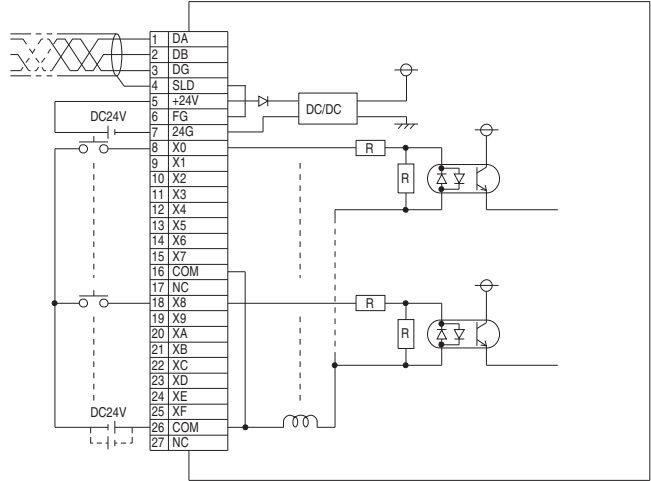 1 DA
2 DB
3 DG
4 SLD
5 +24V
6 FG
7 24G
8 X0
9 X1
10 X2
11 X3
12 X4
13 X5
14 X6
15 X7
16 COM
17 NC
18 X8
19 X9
20 XA
21 XB
22 XC
23 XD
24 XE
25 XF
26 COM
27 NC
DC24V
DC24V
DC/DC
R
R
R
R